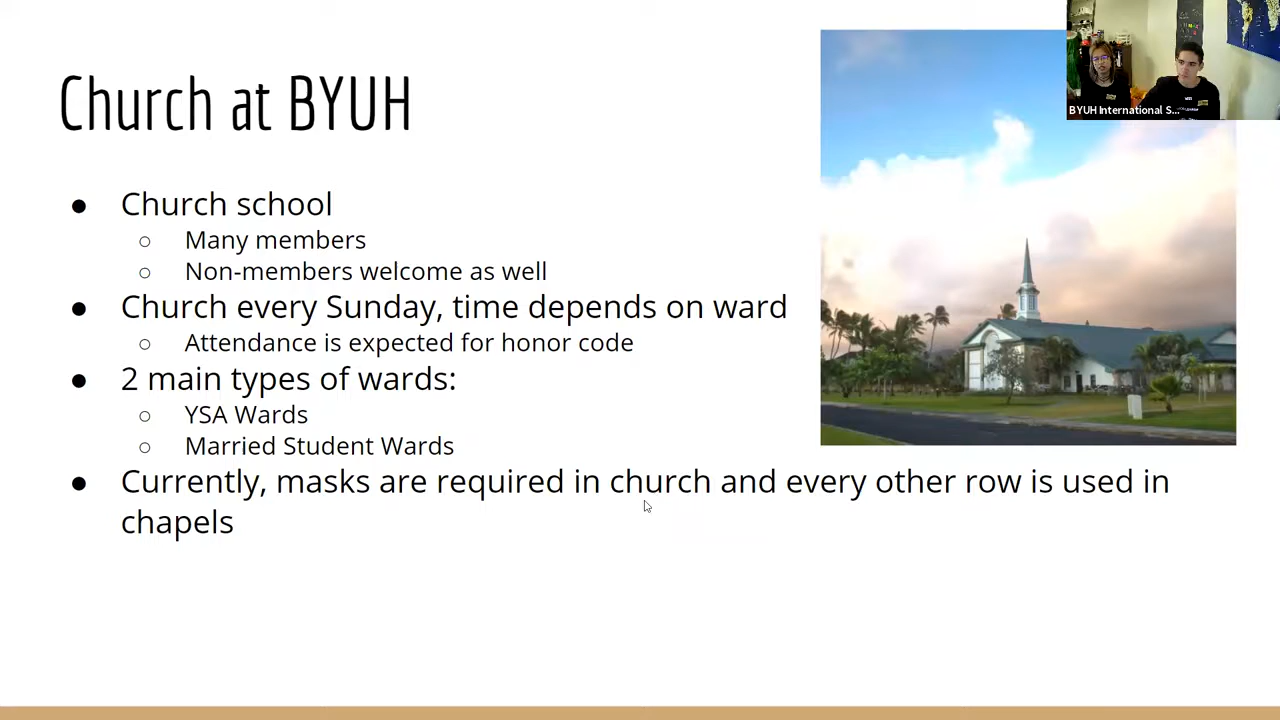 Church at BYUH
BYUH International S...
● Church school
○ Many members
○ Non-members welcome as well
● Church every Sunday, time depends on ward
○ Attendance is expected for honor code
● 2 main types of wards:
○ YSA Wards
○ Married Student Wards
● Currently, masks are required in church and every other row is used in
chapels